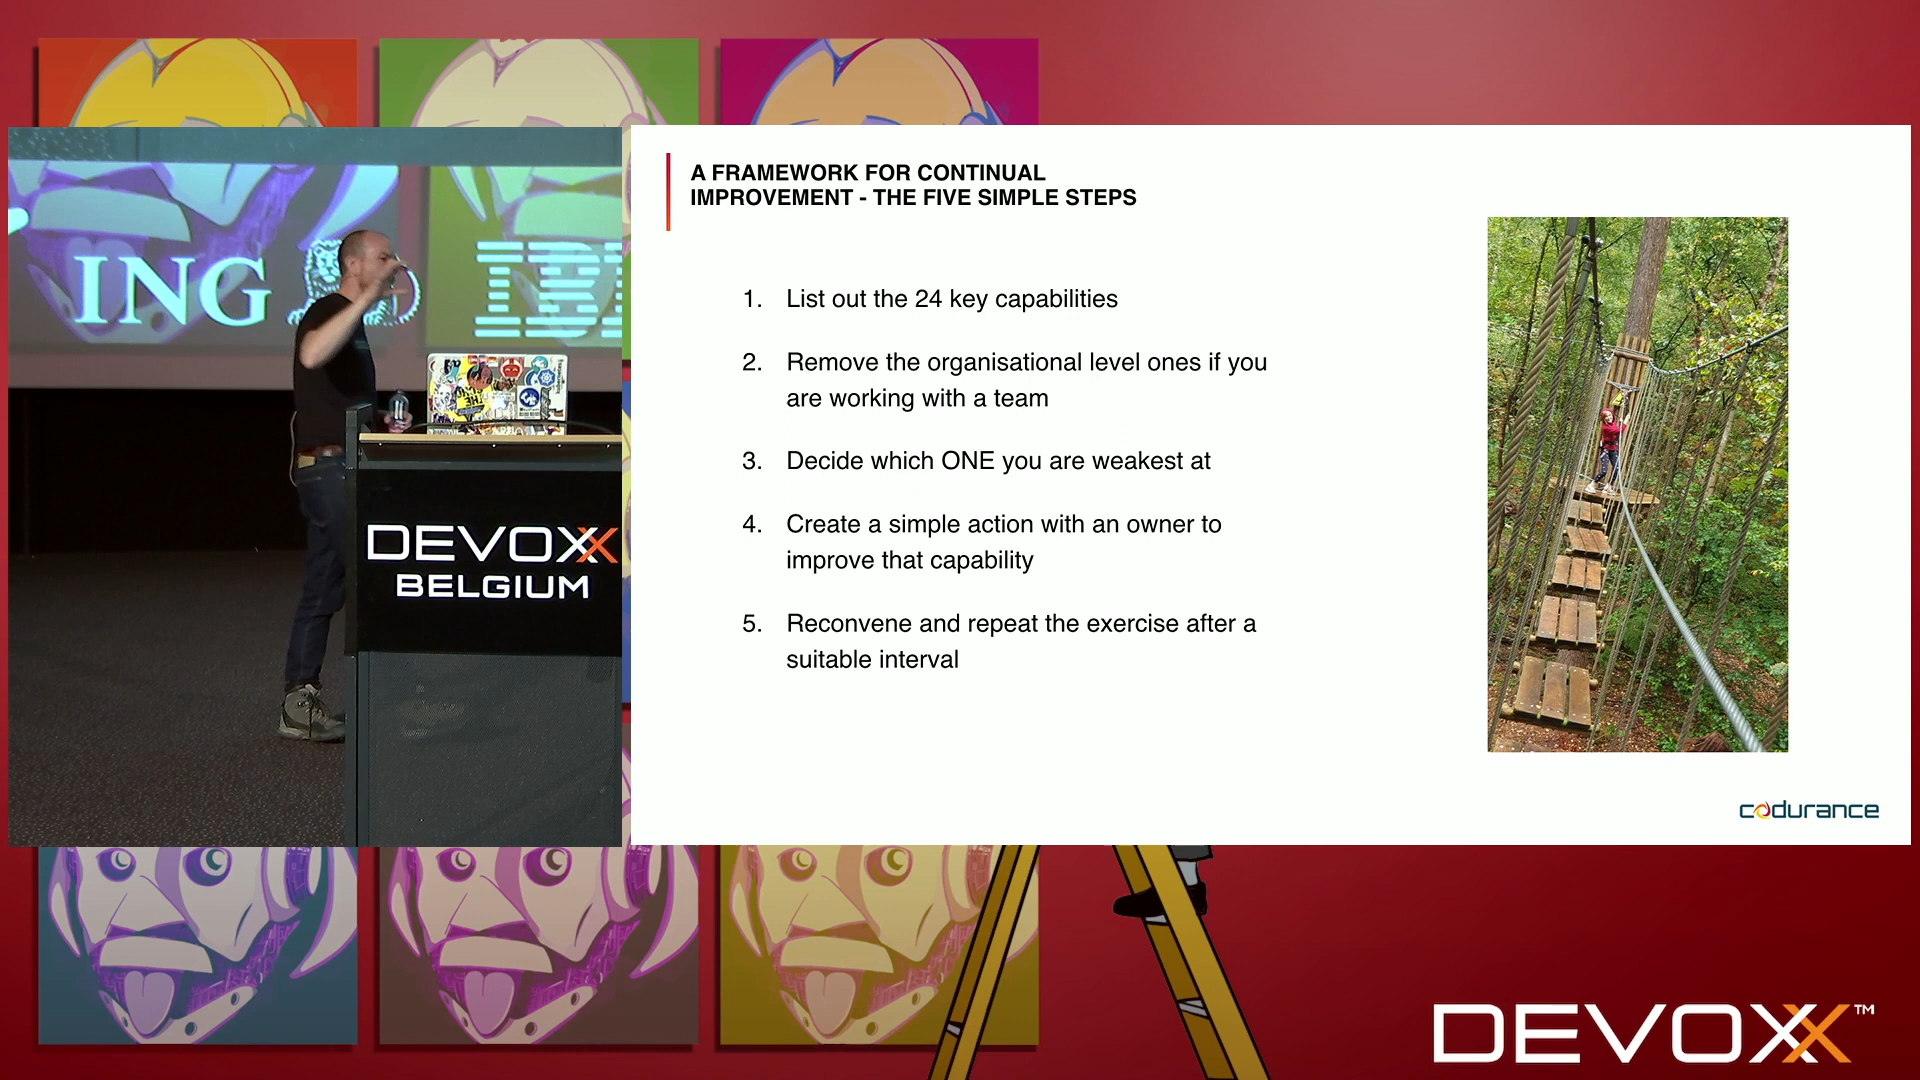 ING
IBM
DEVOXX
BELGIUM
A FRAMEWORK FOR CONTINUAL
IMPROVEMENT - THE FIVE SIMPLE STEPS
1. List out the 24 key capabilities
2. Remove the organisational level ones if you
are working with a team
3. Decide which ONE you are weakest at
4. Create a simple action with an owner to
improve that capability
5. Reconvene and repeat the exercise after a
suitable interval
codurance
DEVOXX™